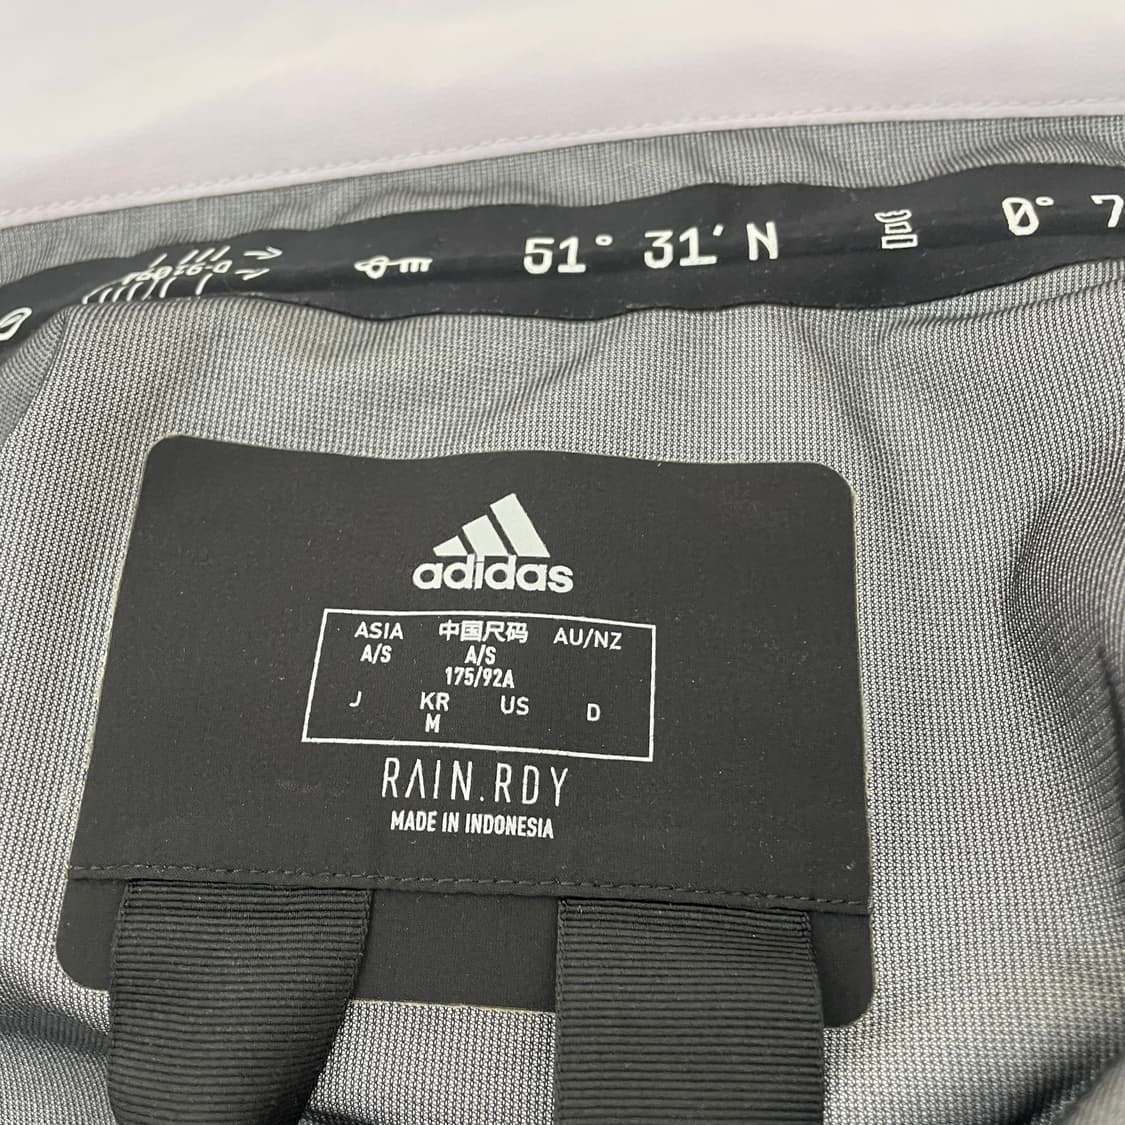 51° 31' N 0° 7
adidas
ASIA 中国尺码 AU/NZ
A/S A/S
175/92A
J KR US D
M
RAIN.RDY
MADE IN INDONESIA